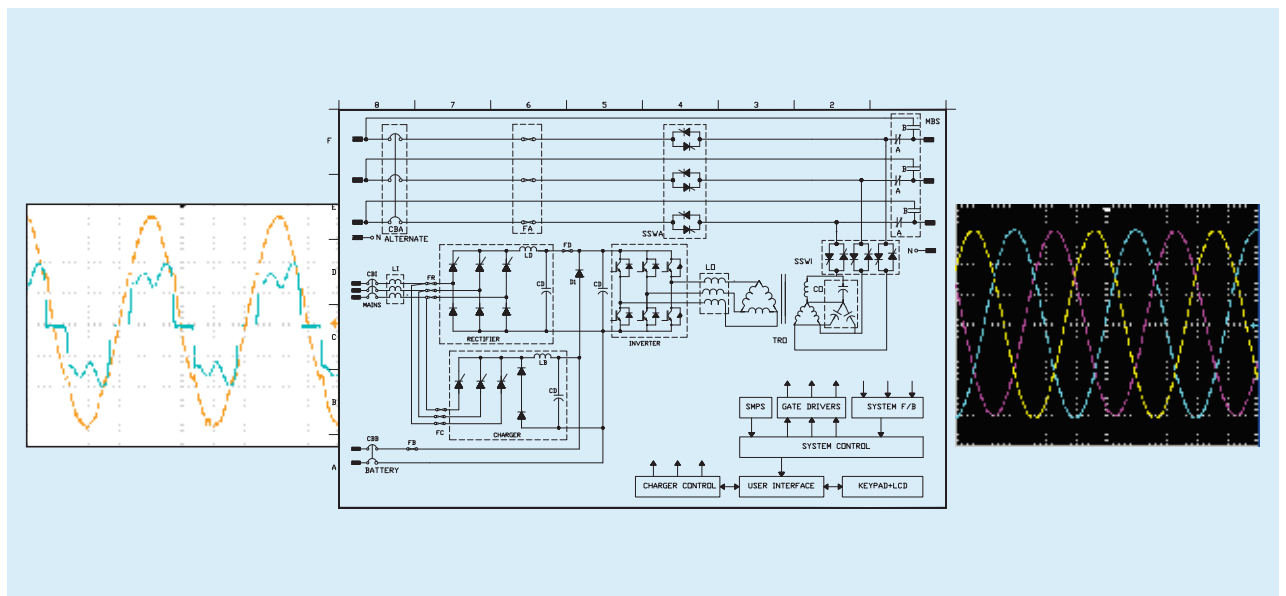 8 7 6 5 4 3 2
MBS
F
B
A
B
A
B
A
E
CBA
FA
SSWA
N ALTERNATE
N
FD
LD
SSWI
D
CBI
LI
FR
CD
D1
CD
LO
CO
MAINS
C
RECTIFIER
INVERTER
TRO
LB
CD
B
FC
CHARGER
SMPS
GATE DRIVERS
SYSTEM F/B
CBB
FB
SYSTEM CONTROL
A
BATTERY
CHARGER CONTROL
USER INTERFACE
KEYPAD+LCD